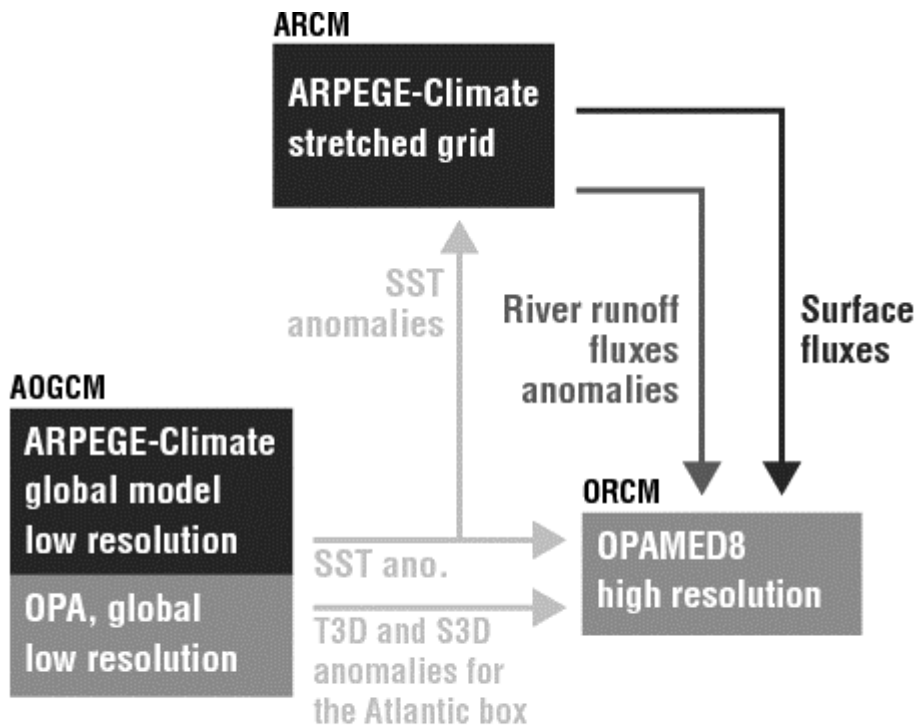 ARCM
ARPEGE-Climate
stretched grid
SST
anomalies
River runoff
fluxes
anomalies
Surface
fluxes
AOGCM
ARPEGE-Climate
global model
low resolution
OPA, global
low resolution
SST ano.
T3D and S3D
anomalies for
the Atlantic box
ORCM
OPAMED8
high resolution